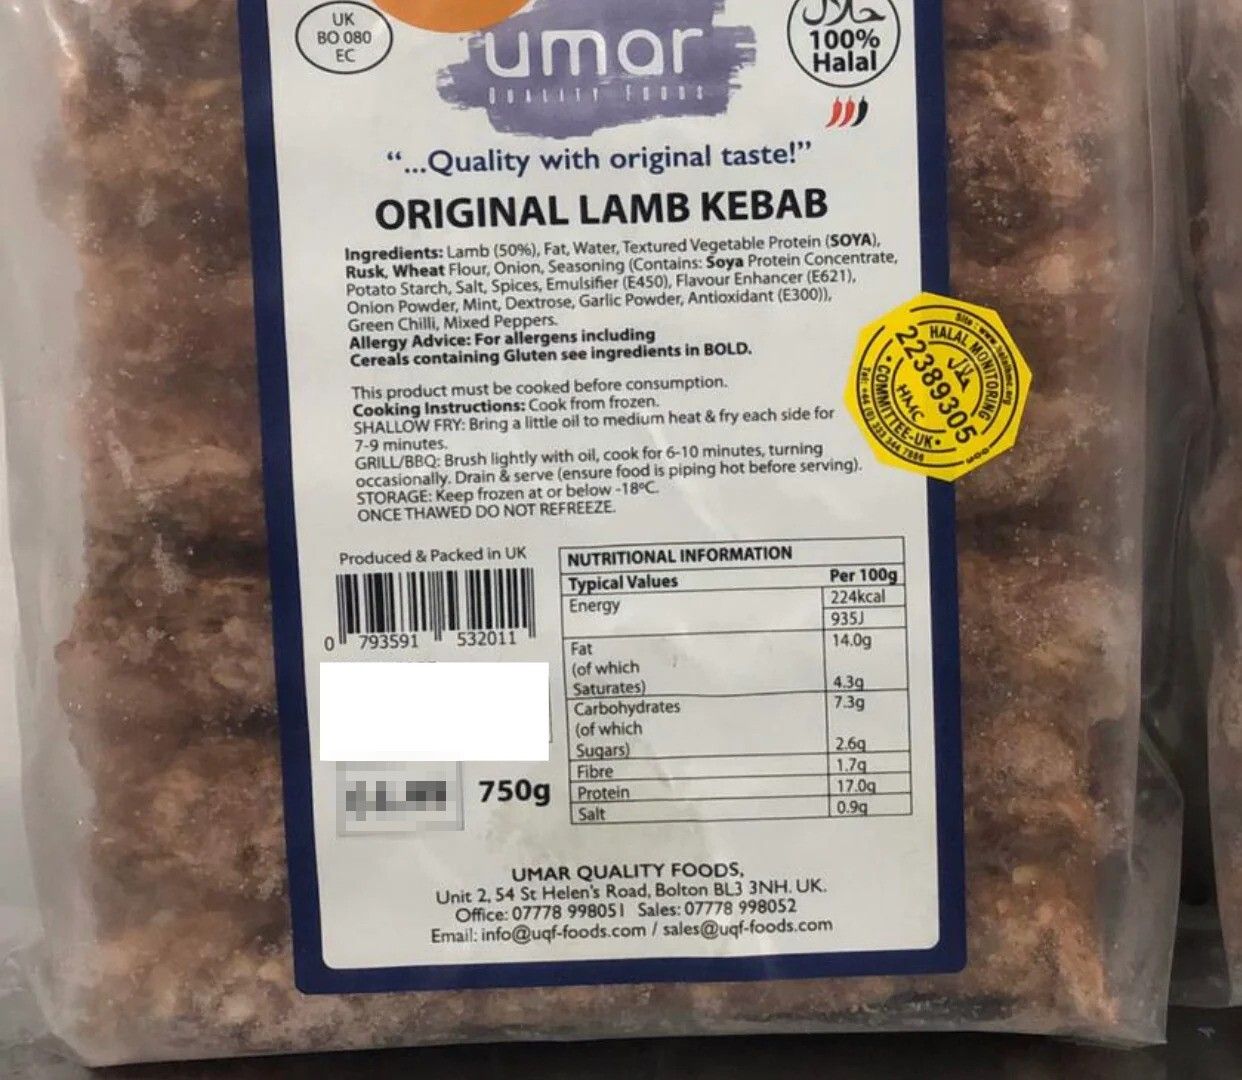 UK
BO 080
EC
umar
QUALITY FOODS
حلال
100%
Halal
“...Quality with original taste!”
ORIGINAL LAMB KEBAB
Ingredients: Lamb (50%), Fat, Water, Textured Vegetable Protein (SOYA),
Rusk, Wheat Flour, Onion, Seasoning (Contains: Soya Protein Concentrate,
Potato Starch, Salt, Spices, Emulsifier (E450), Flavour Enhancer (E621),
Onion Powder, Mint, Dextrose, Garlic Powder, Antioxidant (E300)),
Green Chilli, Mixed Peppers.
Allergy Advice: For allergens including
Cereals containing Gluten see ingredients in BOLD.
HALAL MONITORING
COMMITTEE-UK
حلال
HMC
22389305
This product must be cooked before consumption.
Cooking Instructions: Cook from frozen.
SHALLOW FRY: Bring a little oil to medium heat & fry each side for
7-9 minutes.
GRILL/BBQ: Brush lightly with oil, cook for 6-10 minutes, turning
occasionally. Drain & serve (ensure food is piping hot before serving).
STORAGE: Keep frozen at or below -18°C.
ONCE THAWED DO NOT REFREEZE.
Produced & Packed in UK
0 793591 532011
750g
NUTRITIONAL INFORMATION
Typical Values Per 100g
Energy 224kcal
935J
Fat 14.0g
(of which
Saturates) 4.3g
Carbohydrates 7.3g
(of which
Sugars) 2.6g
Fibre 1.7g
Protein 17.0g
Salt 0.9g
UMAR QUALITY FOODS,
Unit 2, 54 St Helen's Road, Bolton BL3 3NH. UK.
Office: 07778 998051 Sales: 07778 998052
Email: info@uqf-foods.com / sales@uqf-foods.com